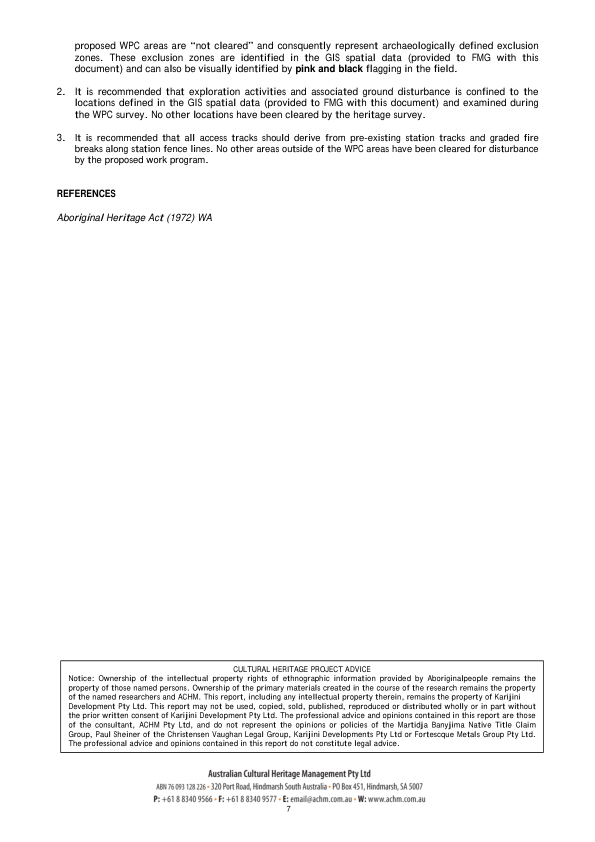 proposed WPC areas are “not cleared” and consquently represent archaeologically defined exclusion
zones. These exclusion zones are identified in the GIS spatial data (provided to FMG with this
document) and can also be visually identified by pink and black flagging in the field.
2. It is recommended that exploration activities and associated ground disturbance is confined to the
locations defined in the GIS spatial data (provided to FMG with this document) and examined during
the WPC survey. No other locations have been cleared by the heritage survey.
3. It is recommended that all access tracks should derive from pre-existing station tracks and graded fire
breaks along station fence lines. No other areas outside of the WPC areas have been cleared for disturbance
by the proposed work program.
REFERENCES
Aboriginal Heritage Act (1972) WA
CULTURAL HERITAGE PROJECT ADVICE
Notice: Ownership of the intellectual property rights of ethnographic information provided by Aboriginalpeople remains the
property of those named persons. Ownership of the primary materials created in the course of the research remains the property
of the named researchers and ACHM. This report, including any intellectual property therein, remains the property of Karijini
Development Pty Ltd. This report may not be used, copied, sold, published, reproduced or distributed wholly or in part without
the prior written consent of Karijini Development Pty Ltd. The professional advice and opinions contained in this report are those
of the consultant, ACHM Pty Ltd, and do not represent the opinions or policies of the Martidja Banyjima Native Title Claim
Group, Paul Sheiner of the Christensen Vaughan Legal Group, Karijini Developments Pty Ltd or Fortescque Metals Group Pty Ltd.
The professional advice and opinions contained in this report do not constitute legal advice.
Australian Cultural Heritage Management Pty Ltd
ABN 76 093 128 226 - 320 Port Road, Hindmarsh South Australia - PO Box 451, Hindmarsh, SA 5007
P: +61 8 8340 9566 - F: +61 8 8340 9577 - E: email@achm.com.au - W: www.achm.com.au
7